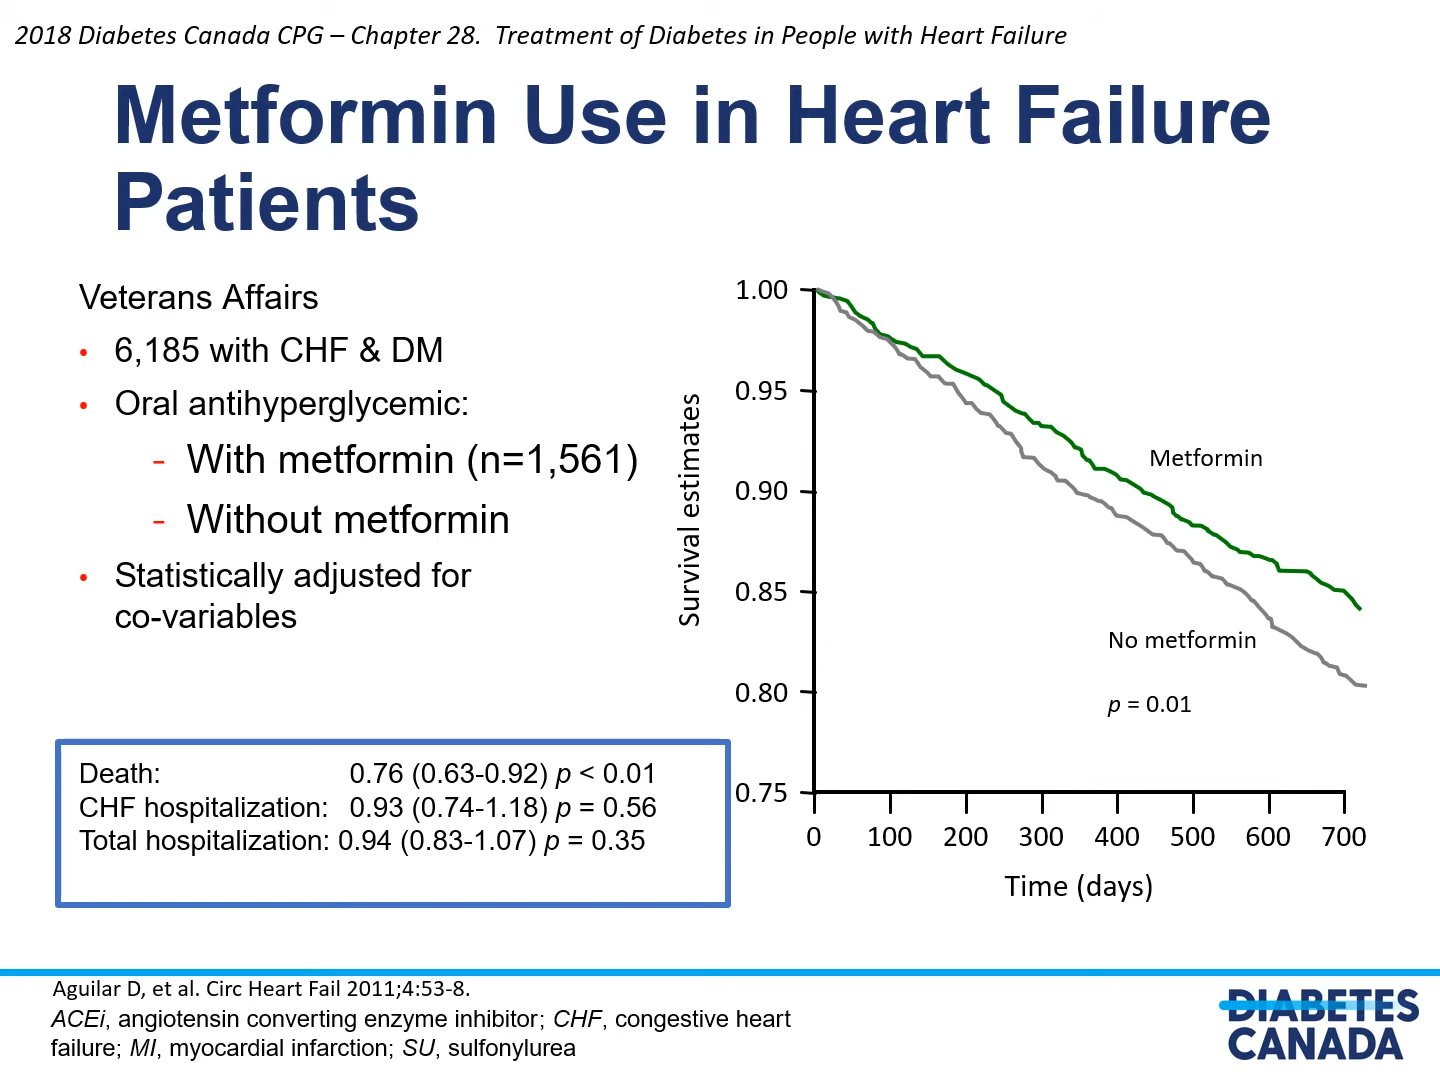 2018 Diabetes Canada CPG – Chapter 28.  Treatment of Diabetes in People with Heart Failure
Metformin Use in Heart Failure
Patients
Veterans Affairs
• 6,185 with CHF & DM
• Oral antihyperglycemic:
- With metformin (n=1,561)
- Without metformin
• Statistically adjusted for
co-variables
Death: 0.76 (0.63-0.92) p < 0.01
CHF hospitalization: 0.93 (0.74-1.18) p = 0.56
Total hospitalization: 0.94 (0.83-1.07) p = 0.35
Survival estimates
1.00
0.95
0.90
0.85
0.80
0.75
Metformin
No metformin
p = 0.01
0 100 200 300 400 500 600 700
Time (days)
Aguilar D, et al. Circ Heart Fail 2011;4:53-8.
ACEi, angiotensin converting enzyme inhibitor; CHF, congestive heart
failure; MI, myocardial infarction; SU, sulfonylurea
DIABETES
CANADA